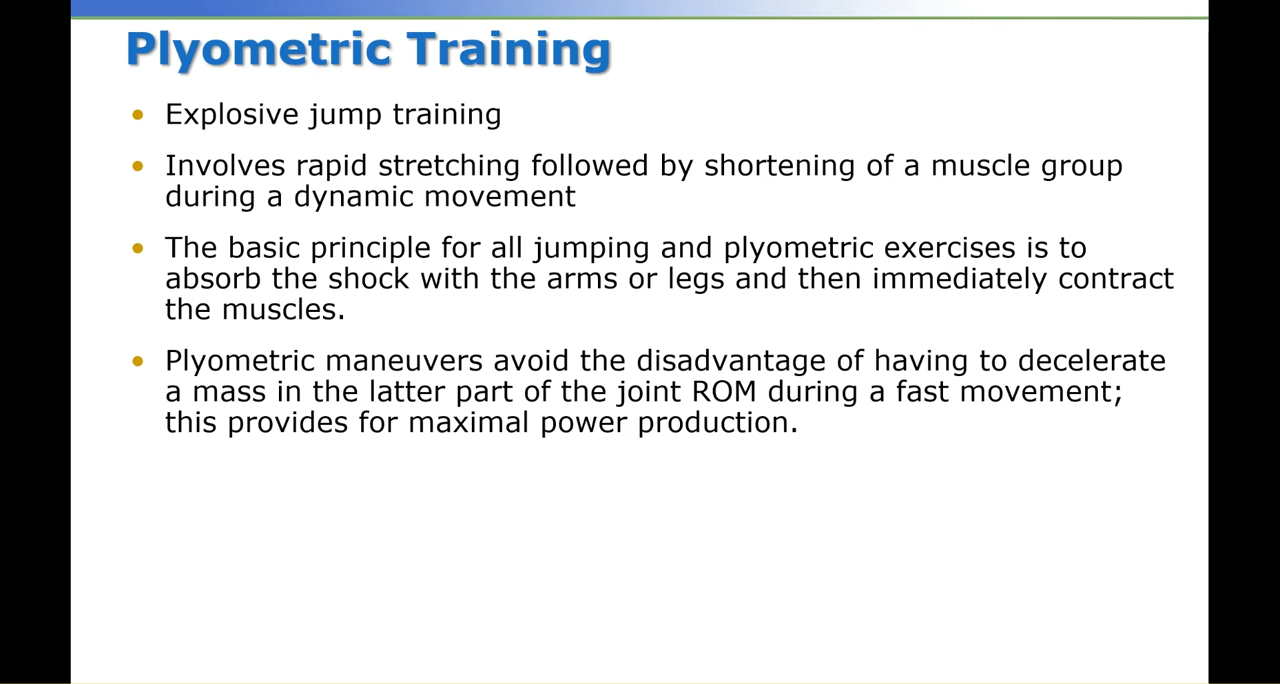 Plyometric Training
• Explosive jump training
• Involves rapid stretching followed by shortening of a muscle group
during a dynamic movement
• The basic principle for all jumping and plyometric exercises is to
absorb the shock with the arms or legs and then immediately contract
the muscles.
• Plyometric maneuvers avoid the disadvantage of having to decelerate
a mass in the latter part of the joint ROM during a fast movement;
this provides for maximal power production.